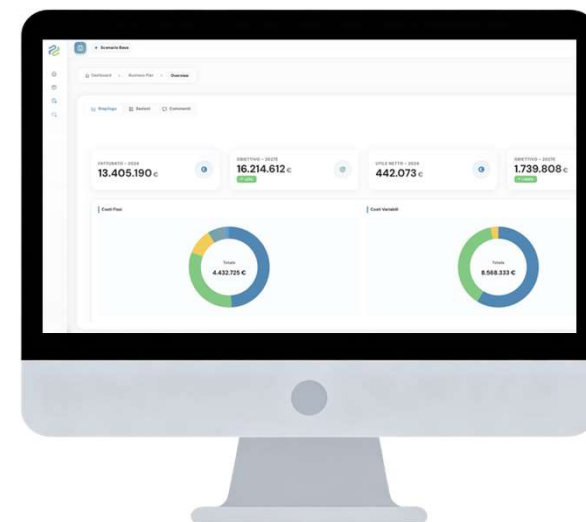 + Scenario Base
Dashboard > Business Plan > Overview
Riepilogo Sezioni Commenti
FATTURATO - 2024
13.405.190 €
OBIETTIVO - 2027E
16.214.612 €
UTILE NETTO - 2024
442.073 €
OBIETTIVO - 2027E
1.739.808 €
Costi Fissi
Costi Variabili
Totale
4.432.725 €
Totale
8.568.333 €